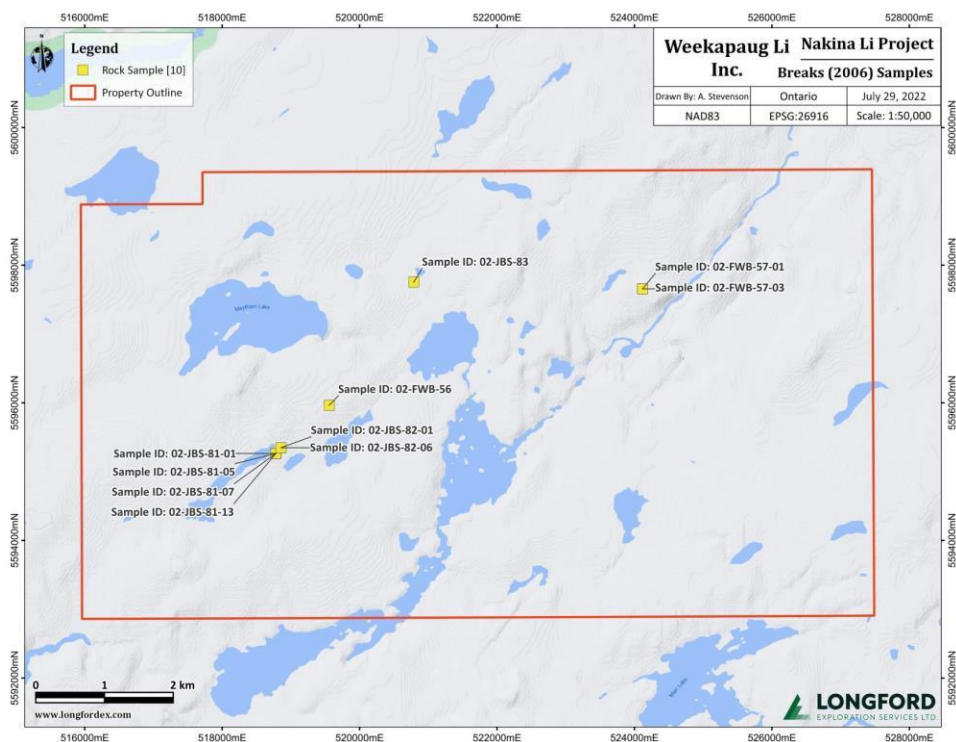 516000mE 518000mE 520000mE 522000mE 524000mE 526000mE 528000mE
Legend
Rock Sample [10]
Property Outline
Weekapaug Li Inc.
Nakina Li Project
Breaks (2006) Samples
Drawn By: A. Stevenson Ontario July 29, 2022
NAD83 EPSG:26916 Scale: 1:50,000
5600000mN 5600000mN
5598000mN 5598000mN
Sample ID: 02-JBS-83
Sample ID: 02-FWB-57-01
Sample ID: 02-FWB-57-03
Sample ID: 02-FWB-56
5596000mN 5596000mN
Sample ID: 02-JBS-82-01
Sample ID: 02-JBS-82-06
Sample ID: 02-JBS-81-01
Sample ID: 02-JBS-81-05
Sample ID: 02-JBS-81-07
Sample ID: 02-JBS-81-13
5594000mN 5594000mN
5592000mN 5592000mN
0 1 2 km
www.longfordex.com
LONGFORD
EXPLORATION SERVICES LTD.
516000mE 518000mE 520000mE 522000mE 524000mE 526000mE 528000mE